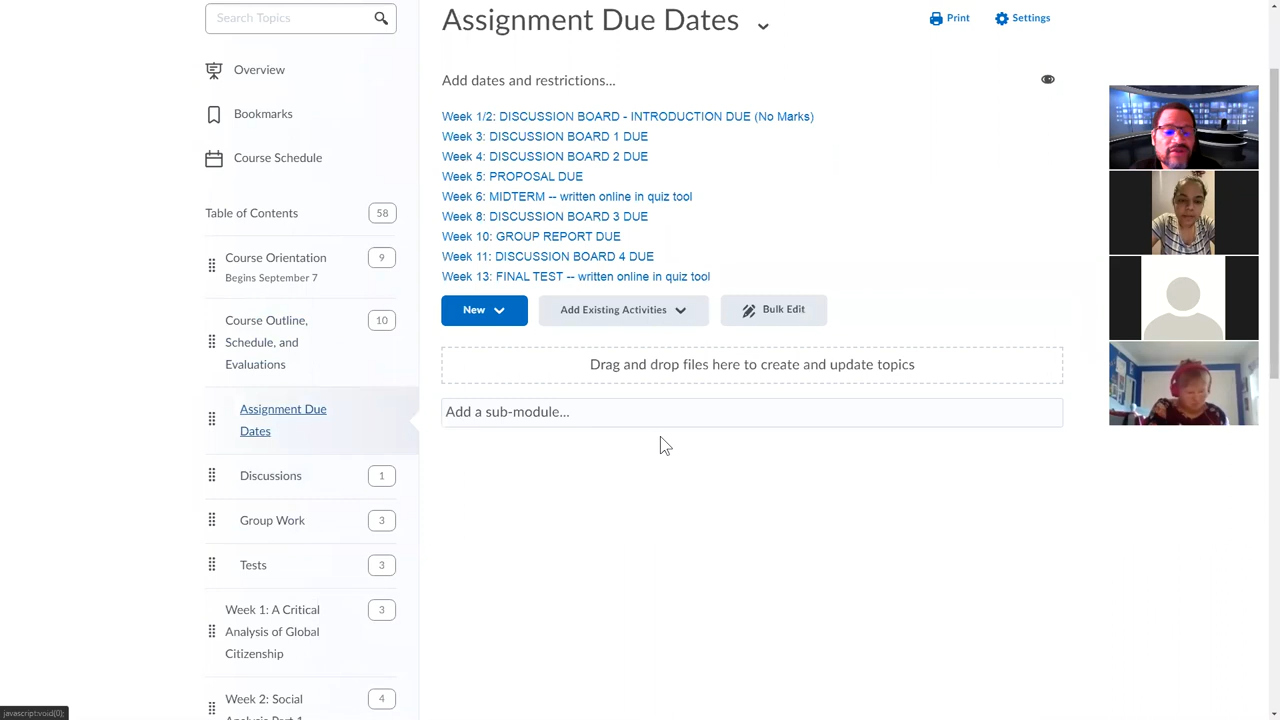 Search Topics
Overview
Bookmarks
Course Schedule
Table of Contents 58
Course Orientation 9
Begins September 7
Course Outline, 10
Schedule, and
Evaluations
Assignment Due
Dates
Discussions 1
Group Work 3
Tests 3
Week 1: A Critical 3
Analysis of Global
Citizenship
Week 2: Social 4
Analysis Part 1
Assignment Due Dates
Print
Settings
Add dates and restrictions...
Week 1/2: DISCUSSION BOARD - INTRODUCTION DUE (No Marks)
Week 3: DISCUSSION BOARD 1 DUE
Week 4: DISCUSSION BOARD 2 DUE
Week 5: PROPOSAL DUE
Week 6: MIDTERM -- written online in quiz tool
Week 8: DISCUSSION BOARD 3 DUE
Week 10: GROUP REPORT DUE
Week 11: DISCUSSION BOARD 4 DUE
Week 13: FINAL TEST -- written online in quiz tool
New
Add Existing Activities
Bulk Edit
Drag and drop files here to create and update topics
Add a sub-module...
javascript:void(0);